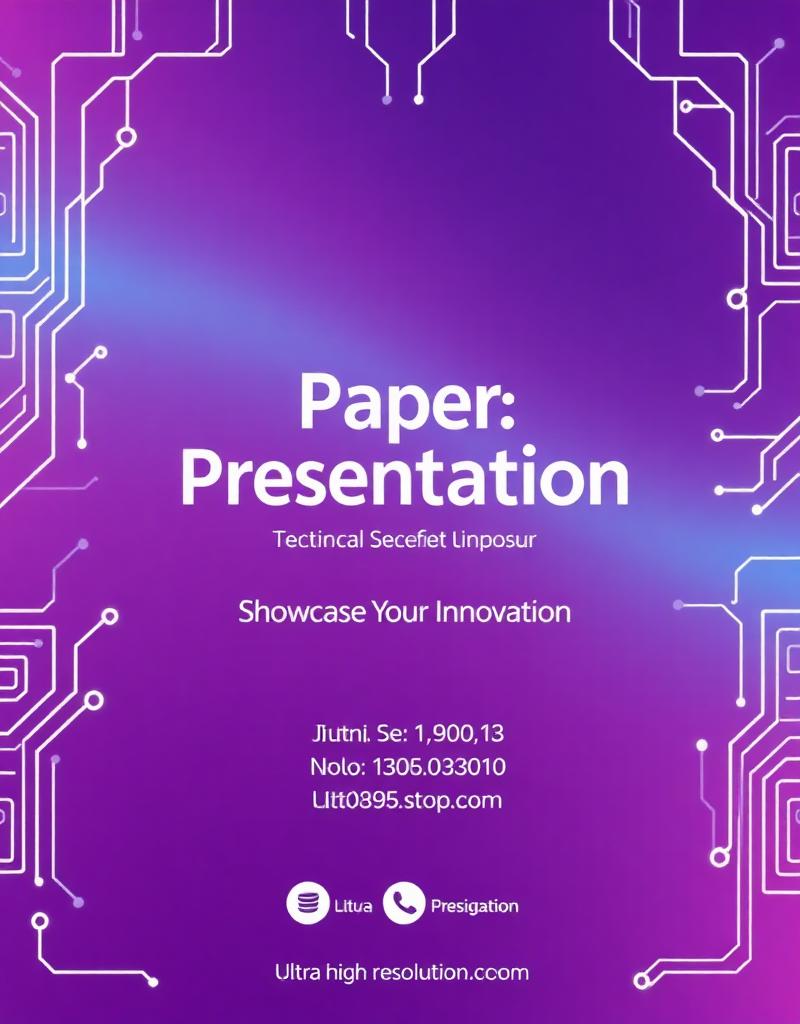 Paper:
Presentation
Tectincal Secefiet Linposur
Showcase Your Innovation
Jiutni. Se: 1,900,13
Nolo: 1305.033010
Litt0895.stop.com
Litua
Presigation
Ultra high resolution.coom